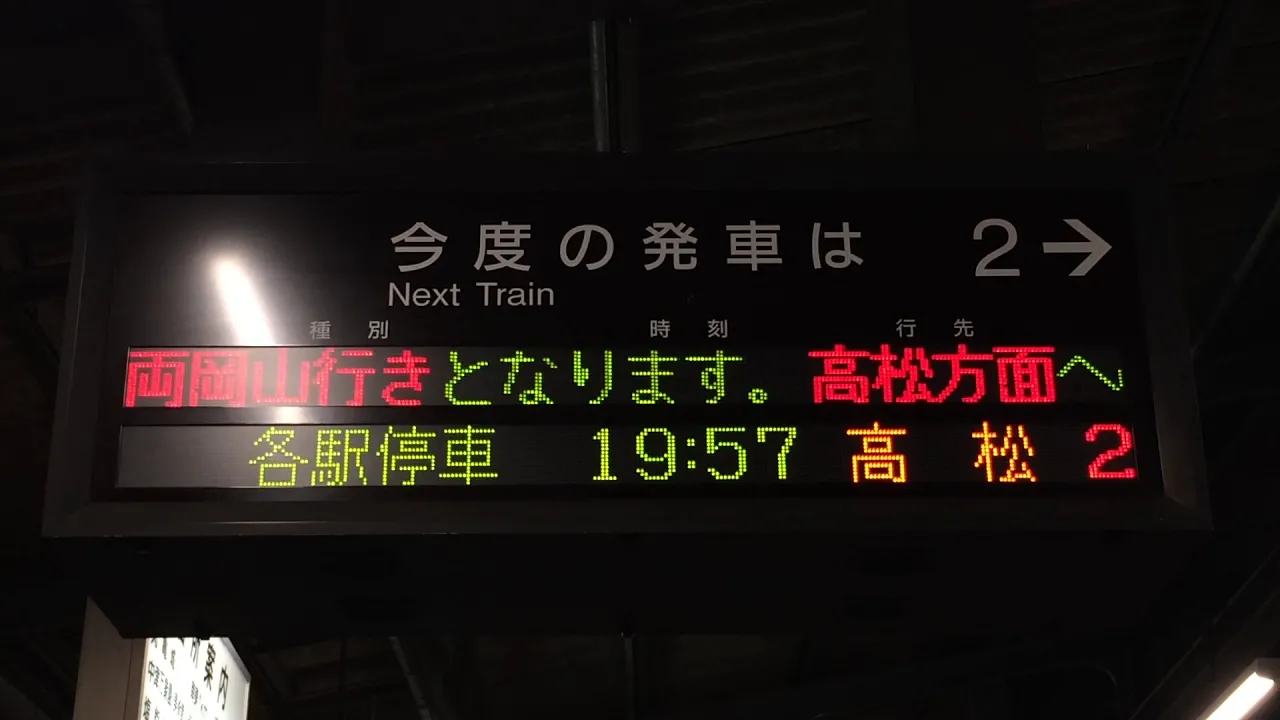 今度の発車は 2→
Next Train
種別 時刻 行先
両岡山行きとなります。 高松方面へ
各駅停車 19:57 高松 2
案内